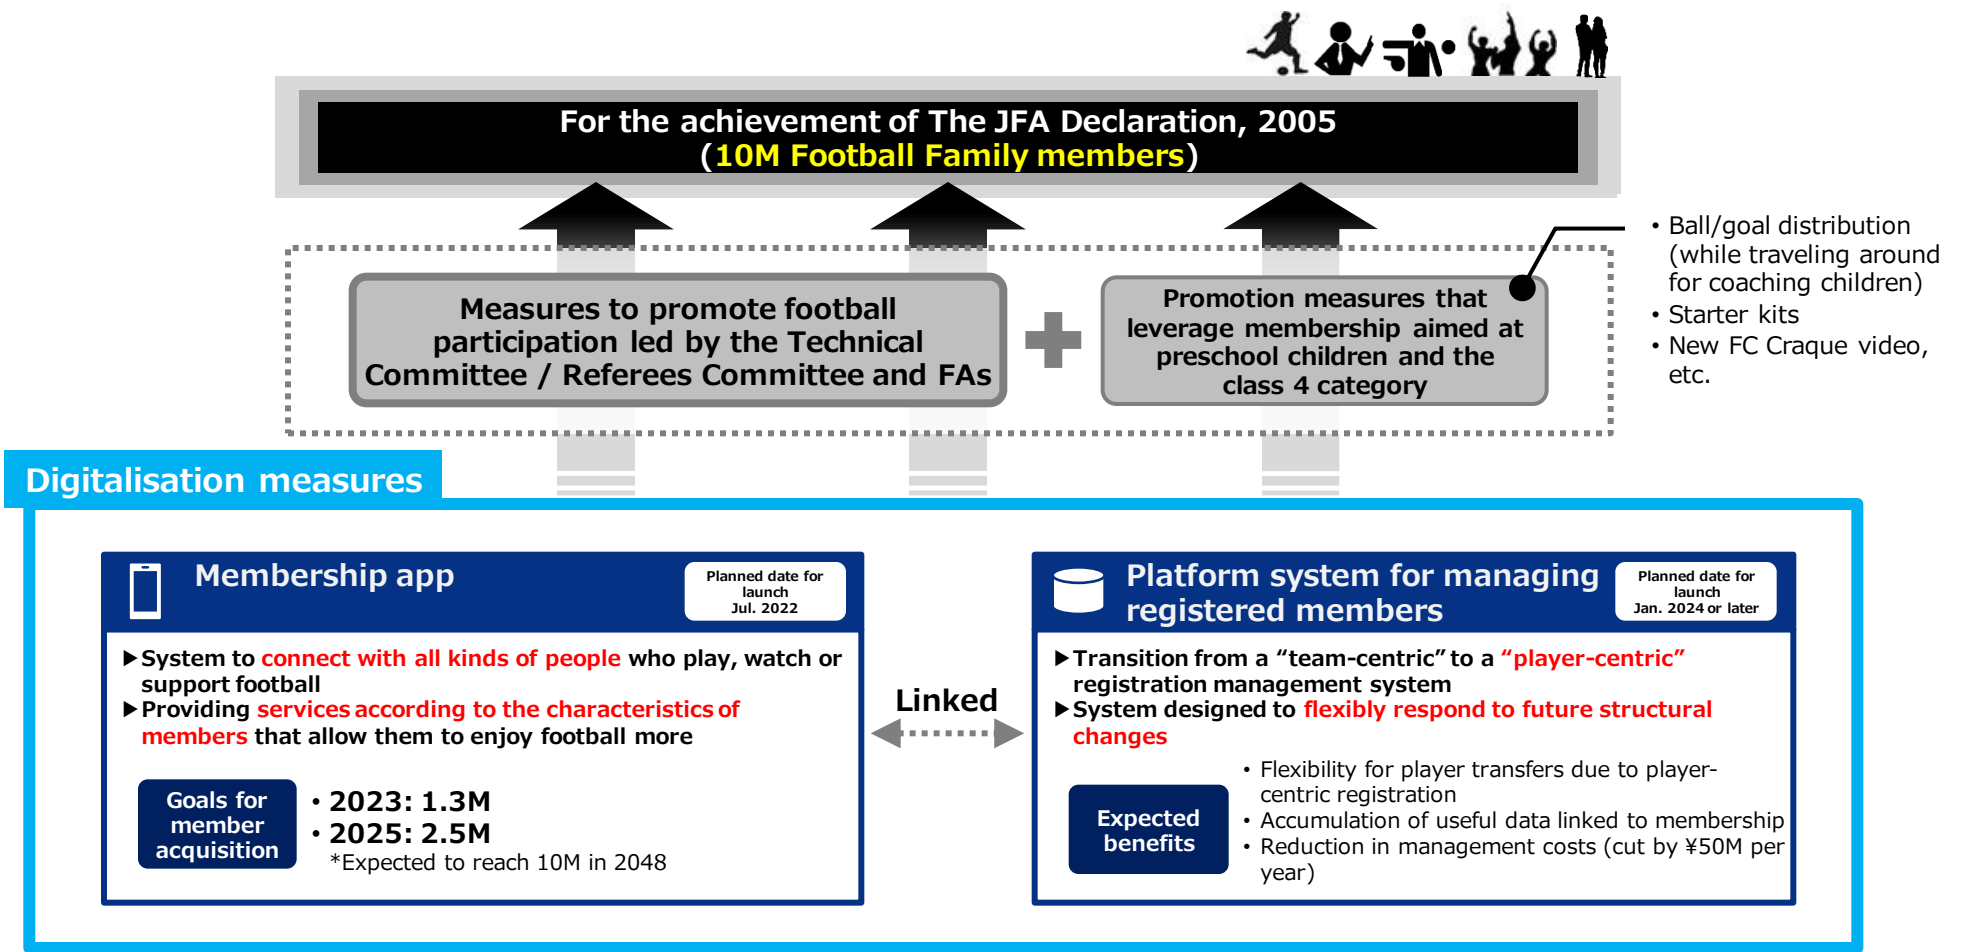 For the achievement of The JFA Declaration, 2005
(10M Football Family members)
Measures to promote football
participation led by the Technical
Committee / Referees Committee and FAs
Promotion measures that
leverage membership aimed at
preschool children and the
class 4 category
• Ball/goal distribution
(while traveling around
for coaching children)
• Starter kits
• New FC Craque video,
etc.
Digitalisation measures
Membership app
Planned date for
launch
Jul. 2022
▶System to connect with all kinds of people who play, watch or
support football
▶Providing services according to the characteristics of
members that allow them to enjoy football more
Goals for
member
acquisition
• 2023: 1.3M
• 2025: 2.5M
*Expected to reach 10M in 2048
Linked
Platform system for managing
registered members
Planned date for
launch
Jan. 2024 or later
▶Transition from a “team-centric” to a “player-centric”
registration management system
▶System designed to flexibly respond to future structural
changes
Expected
benefits
• Flexibility for player transfers due to player-
centric registration
• Accumulation of useful data linked to membership
• Reduction in management costs (cut by ¥50M per
year)